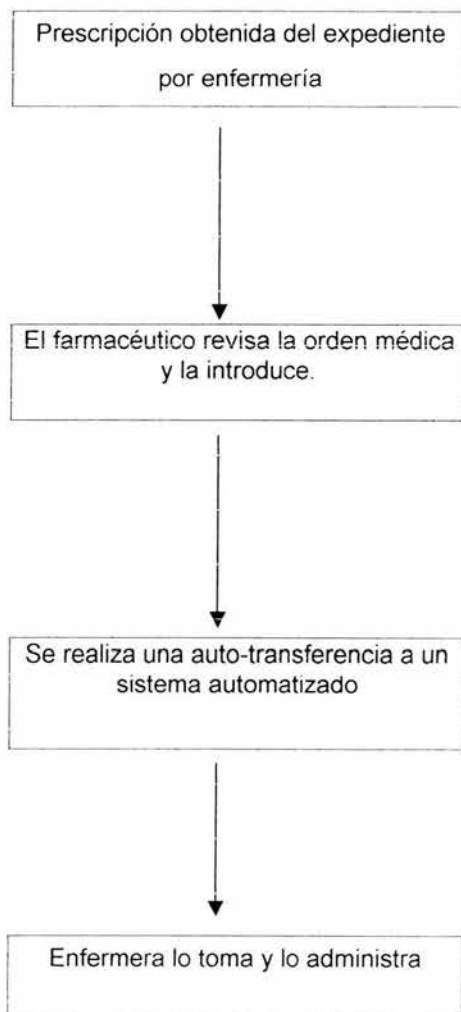 Prescripción obtenida del expediente
por enfermería
El farmacéutico revisa la orden médica
y la introduce.
Se realiza una auto-transferencia a un
sistema automatizado
Enfermera lo toma y lo administra